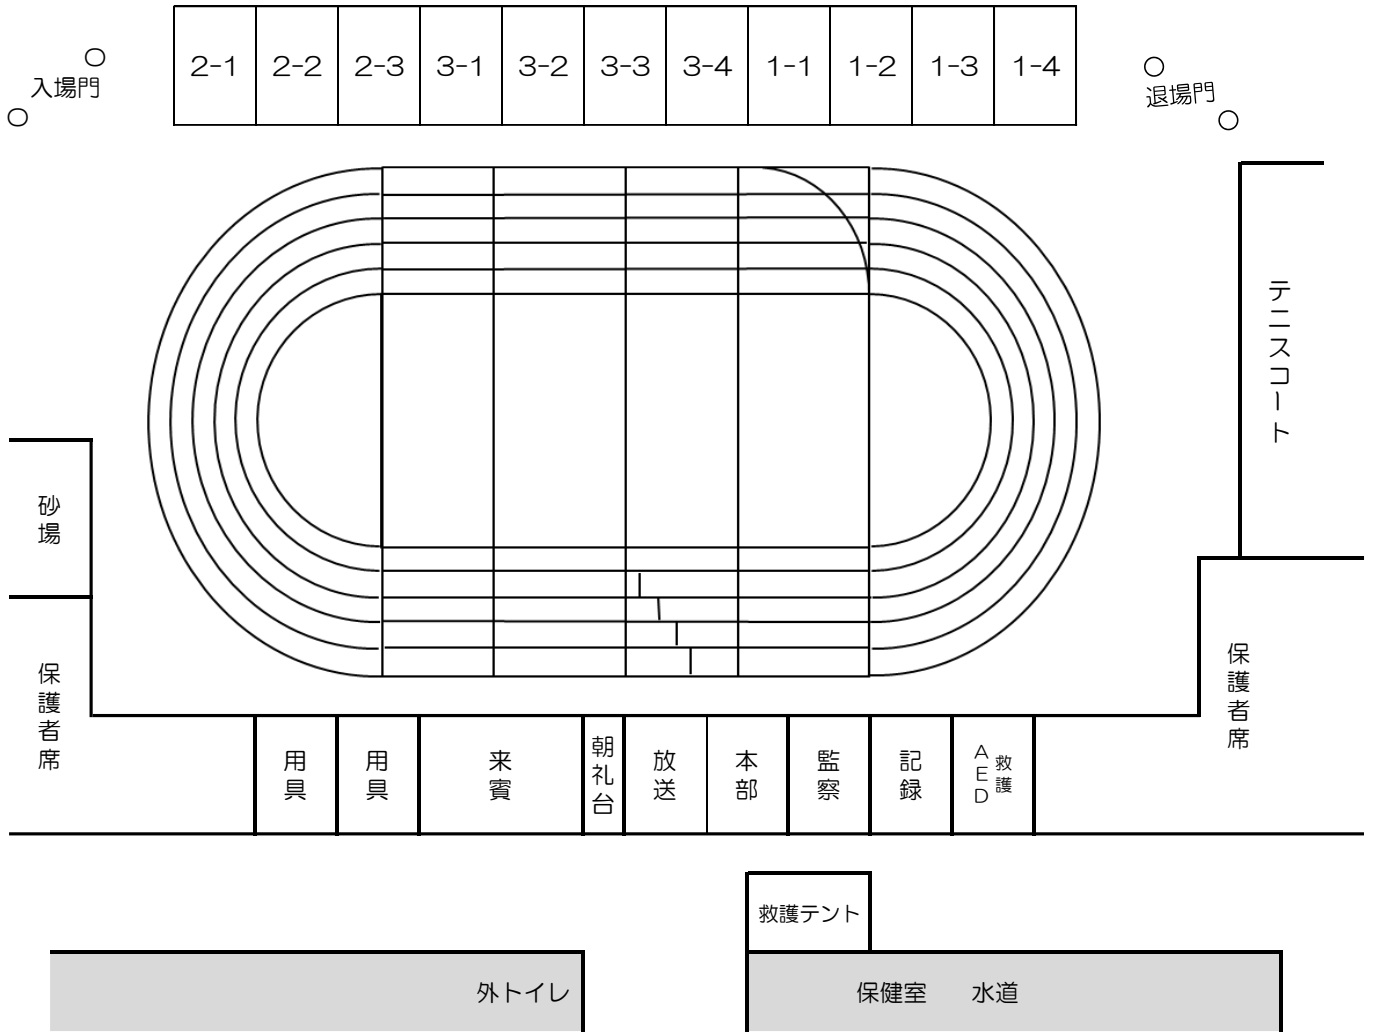 2-1 2-2 2-3 3-1 3-2 3-3 3-4 1-1 1-2 1-3 1-4
入場門
退場門
テニスコート
砂場
保護者席
保護者席
用具
用具
来賓
朝礼台
放送
本部
監察
記録
救護
AED
救護テント
外トイレ
保健室 水道